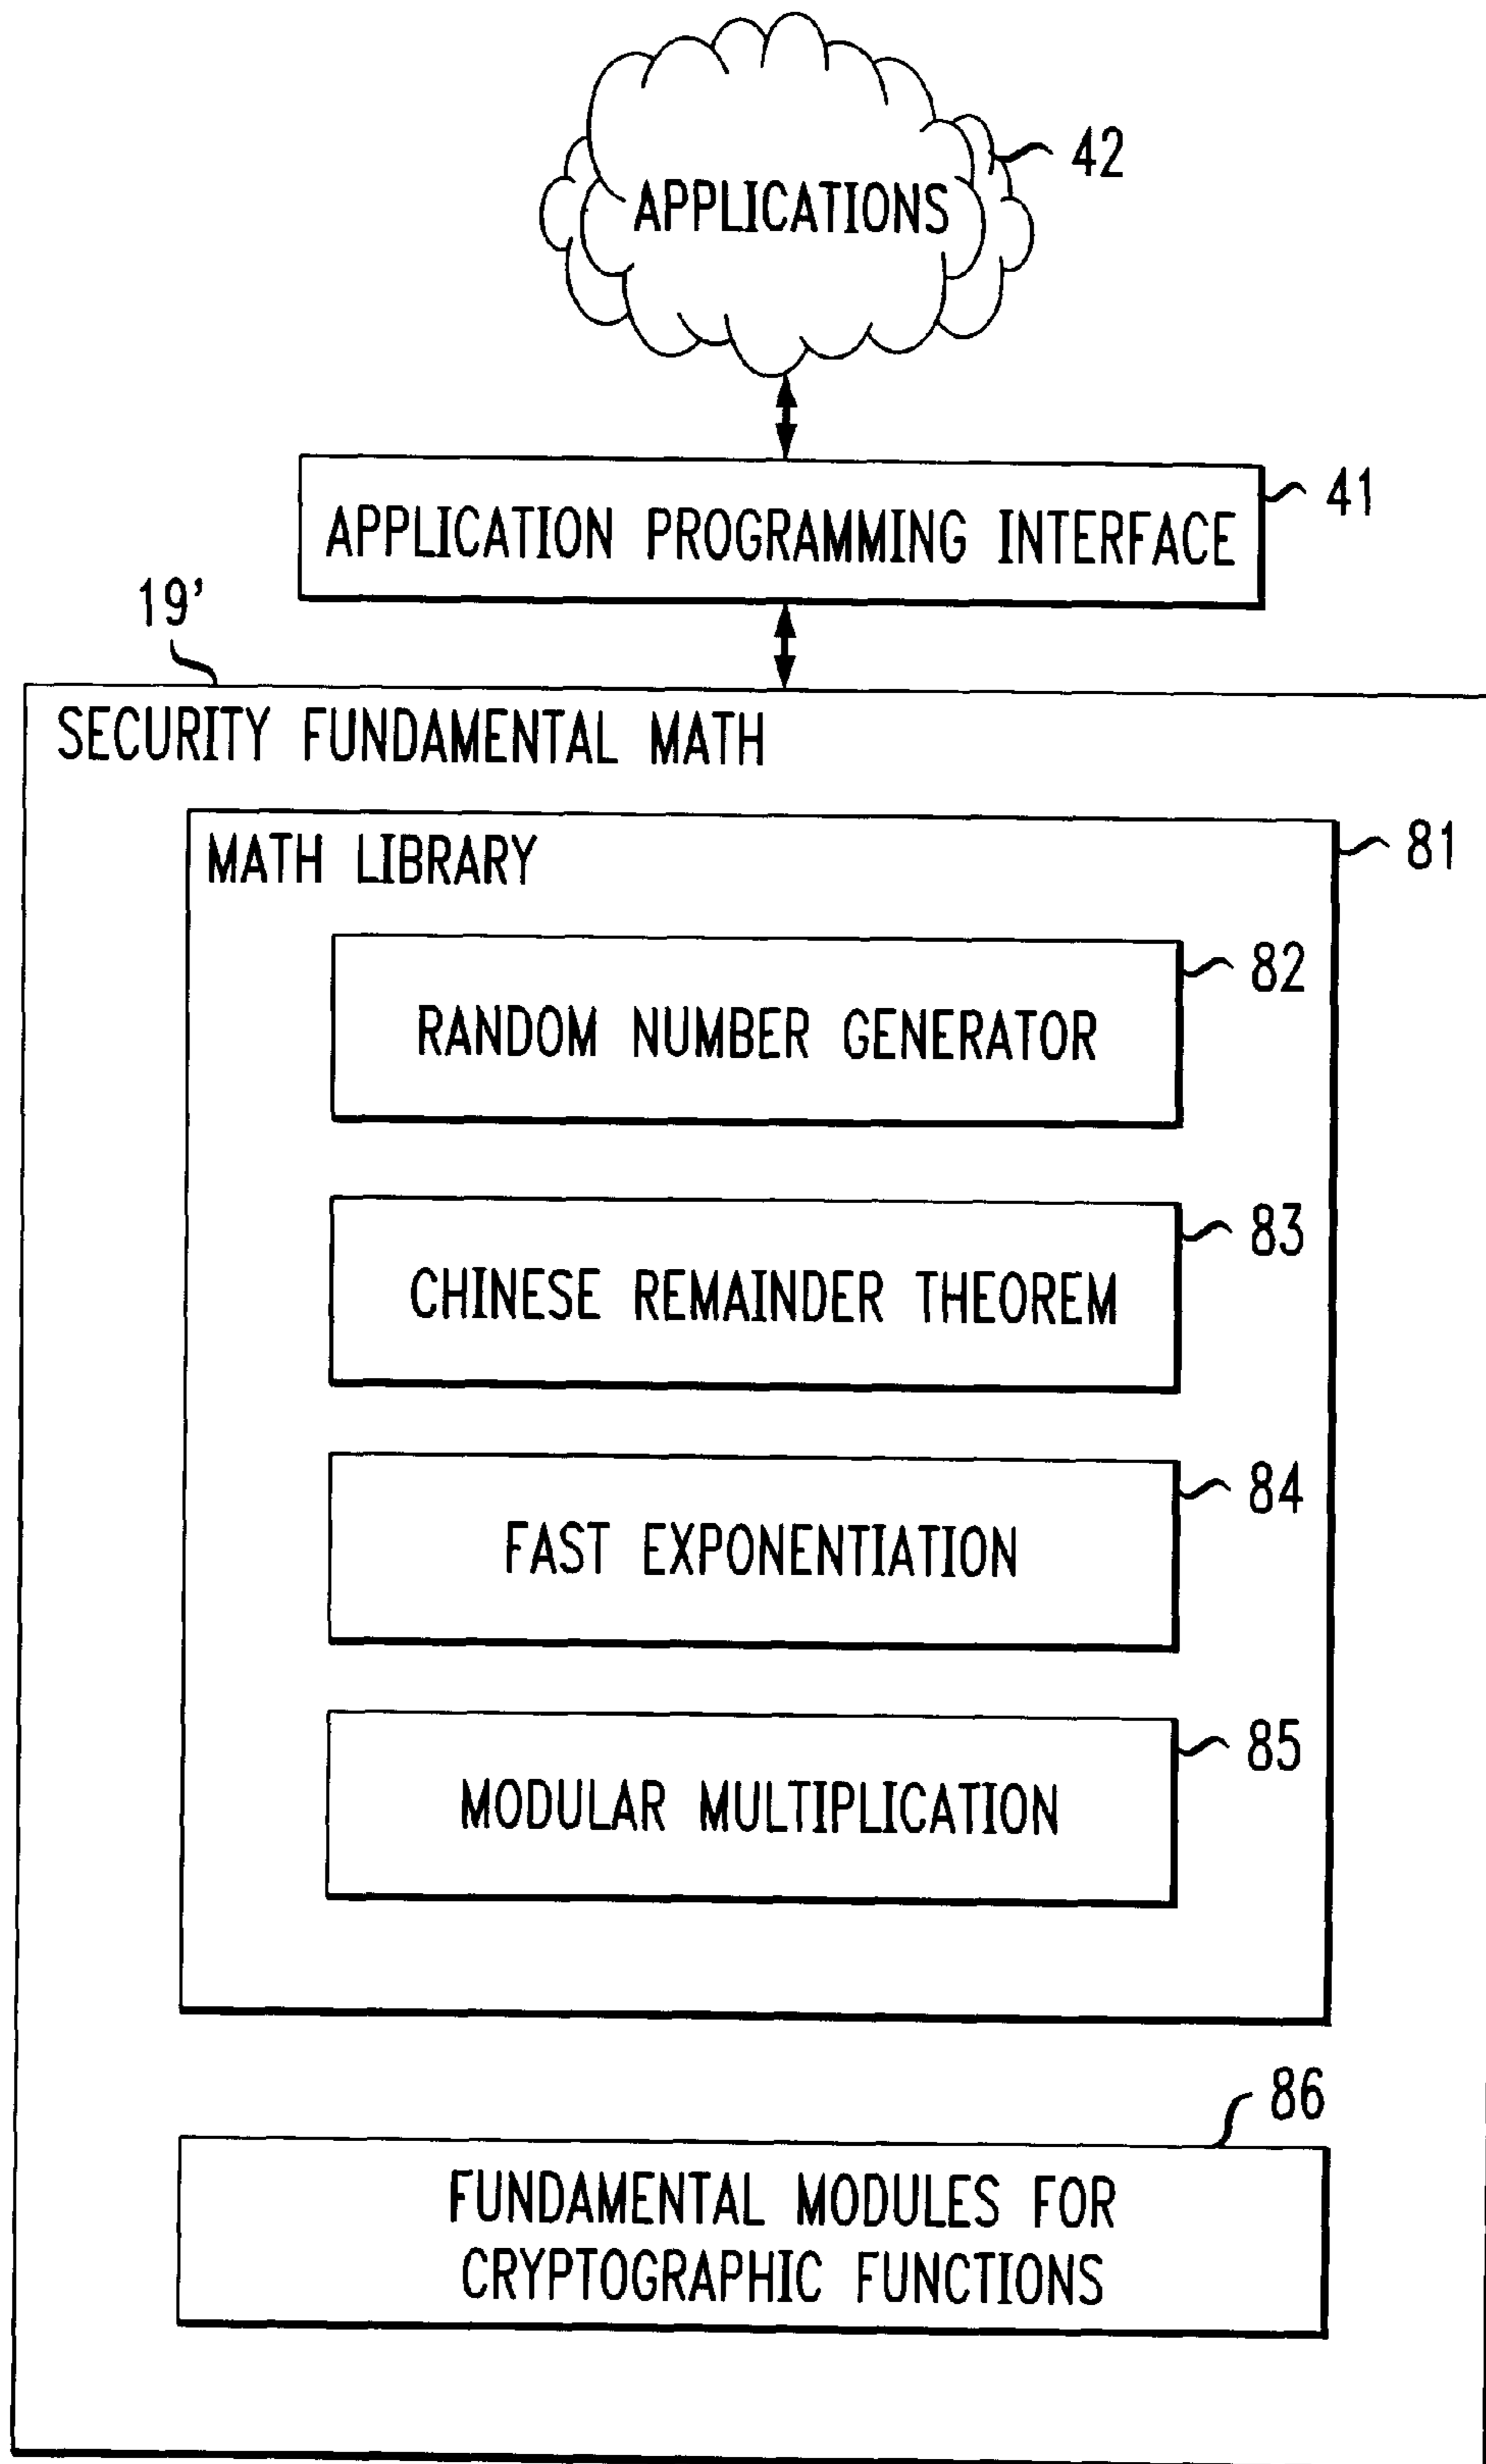 42
APPLICATIONS
41
APPLICATION PROGRAMMING INTERFACE
19'
SECURITY FUNDAMENTAL MATH
81
MATH LIBRARY
82
RANDOM NUMBER GENERATOR
83
CHINESE REMAINDER THEOREM
84
FAST EXPONENTIATION
85
MODULAR MULTIPLICATION
86
FUNDAMENTAL MODULES FOR
CRYPTOGRAPHIC FUNCTIONS